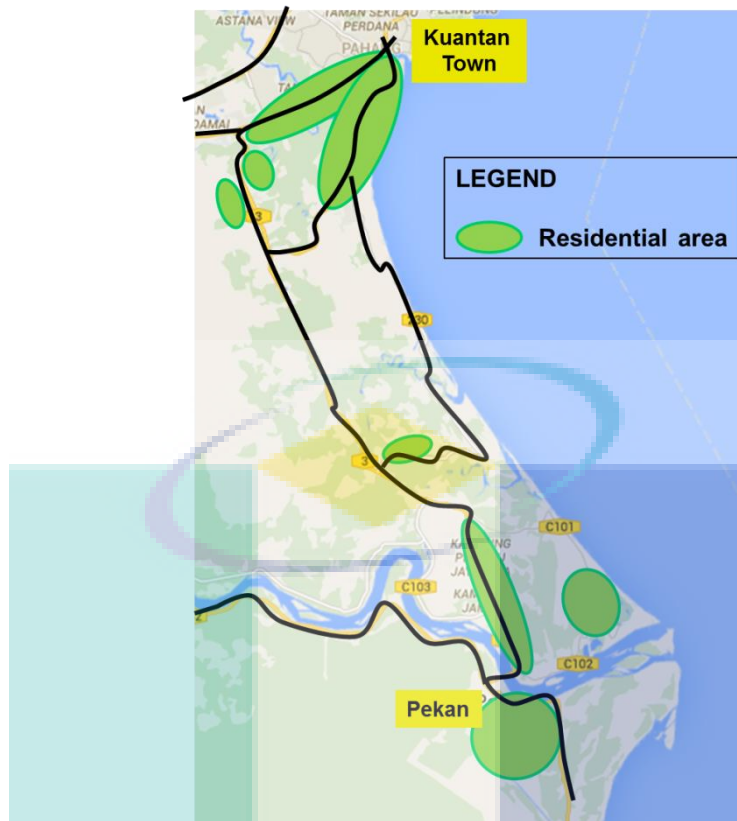 ASTANA VIEW
TAMAN SEKILAU
PERDANA
PAHANG
Kuantan
Town
DAMAI
LEGEND
Residential area
3
230
3
C101
C103
C102
Pekan